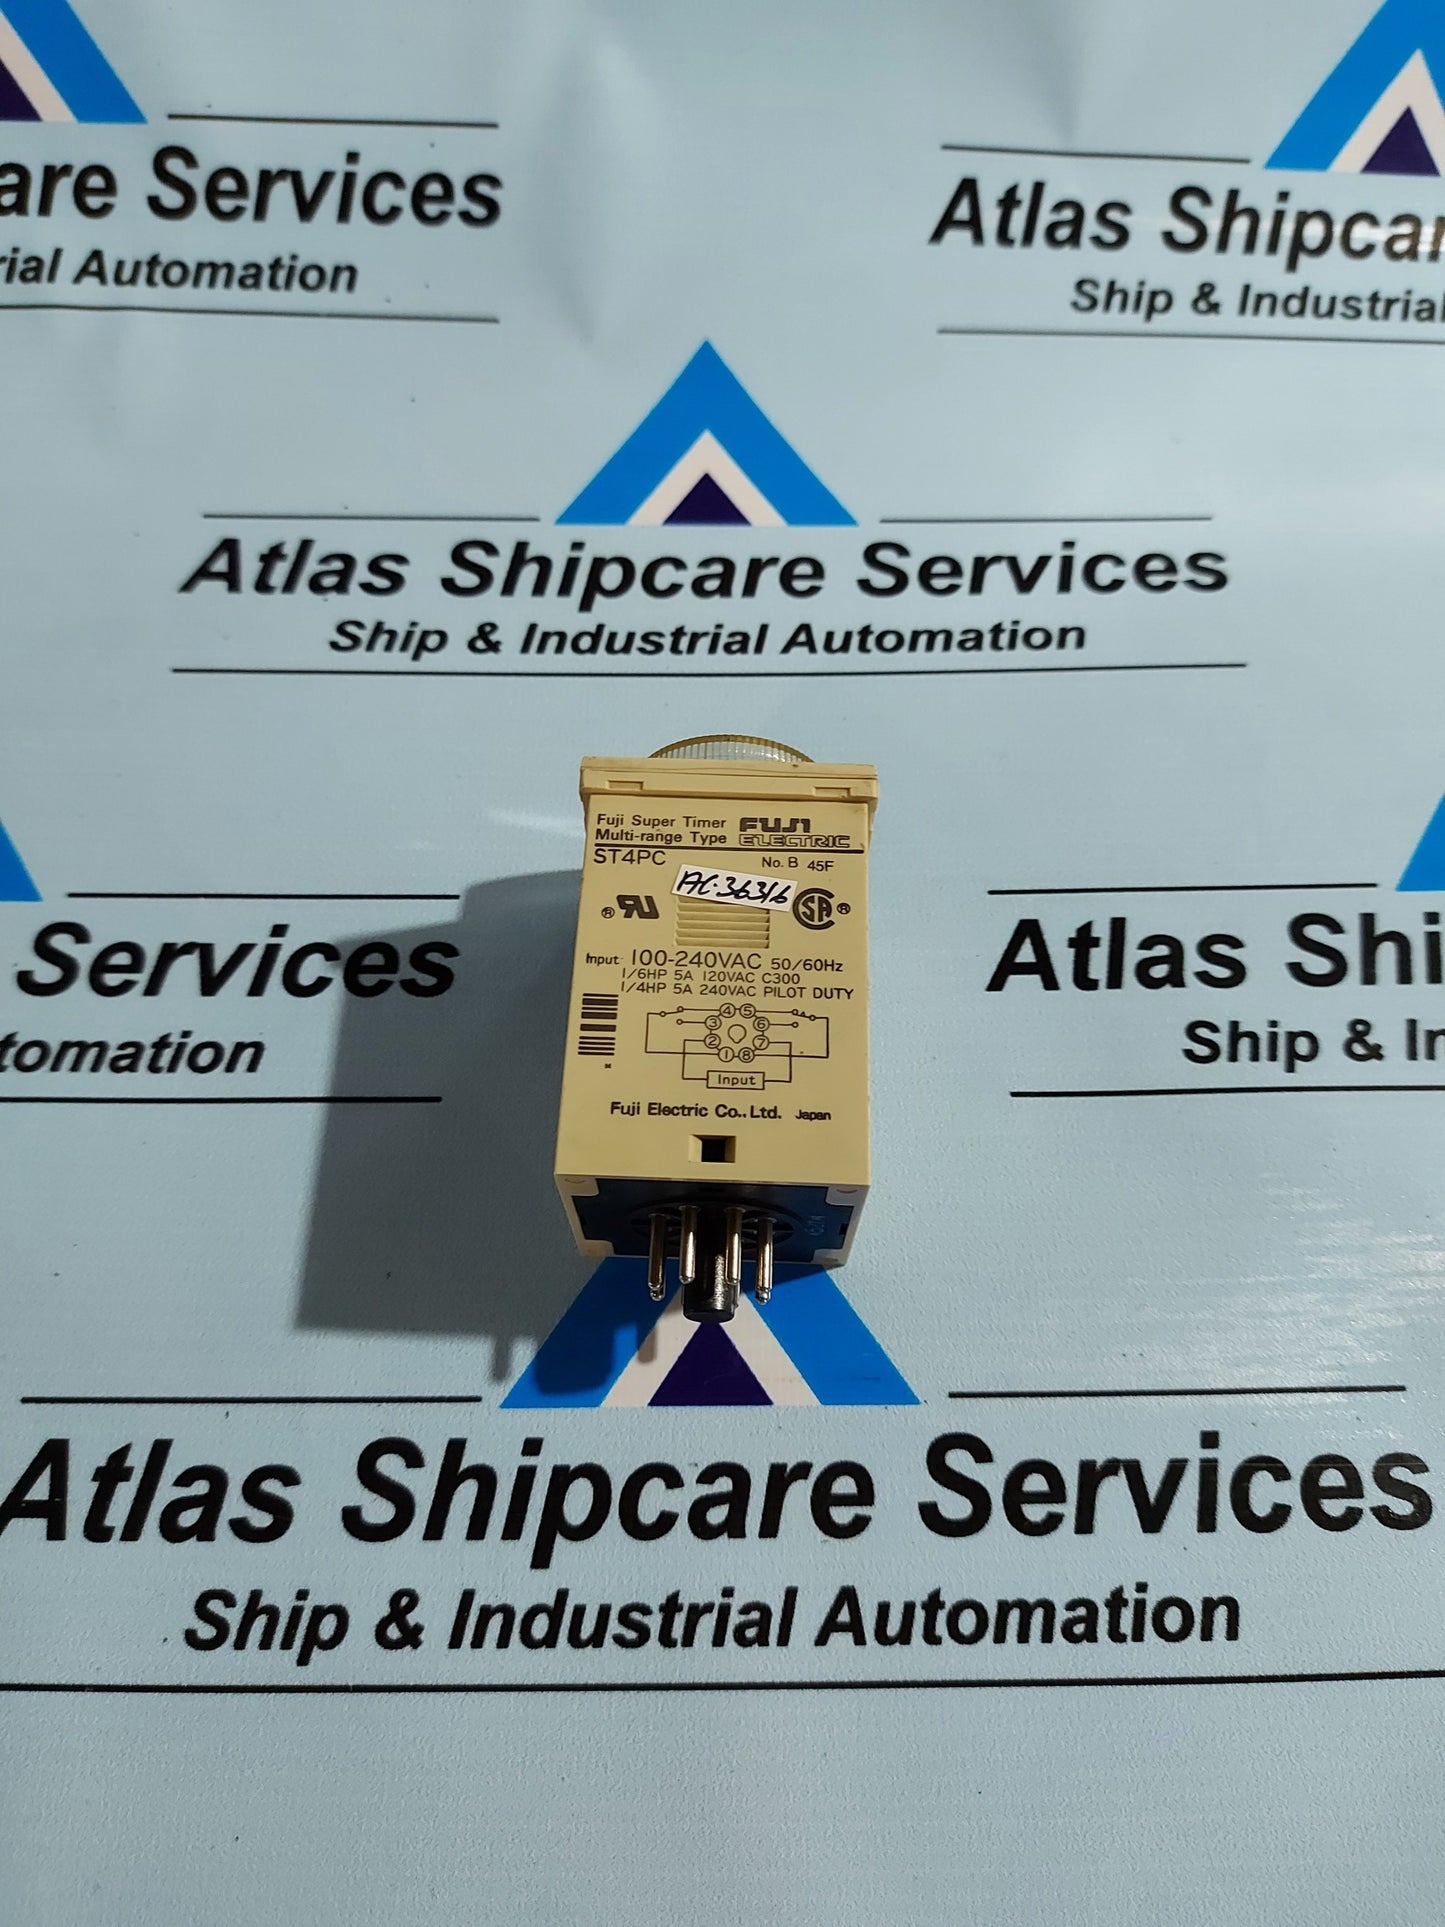 are Services
rial Automation
Atlas Shipcar
Ship & Industrial
Atlas Shipcare Services
Ship & Industrial Automation
Fuji Super Timer
Multi-range Type
FUJI
ELECTRIC
ST4PC
No. B 45F
AC-36316
®
SA ®
Input 100-240VAC 50/60Hz
1/6HP 5A 120VAC C300
1/4HP 5A 240VAC PILOT DUTY
4 5
3 6
2 7
1 8
Input
Fuji Electric Co., Ltd. Japan
Services
tomation
Atlas Shi
Ship & In
Atlas Shipcare Services
Ship & Industrial Automation